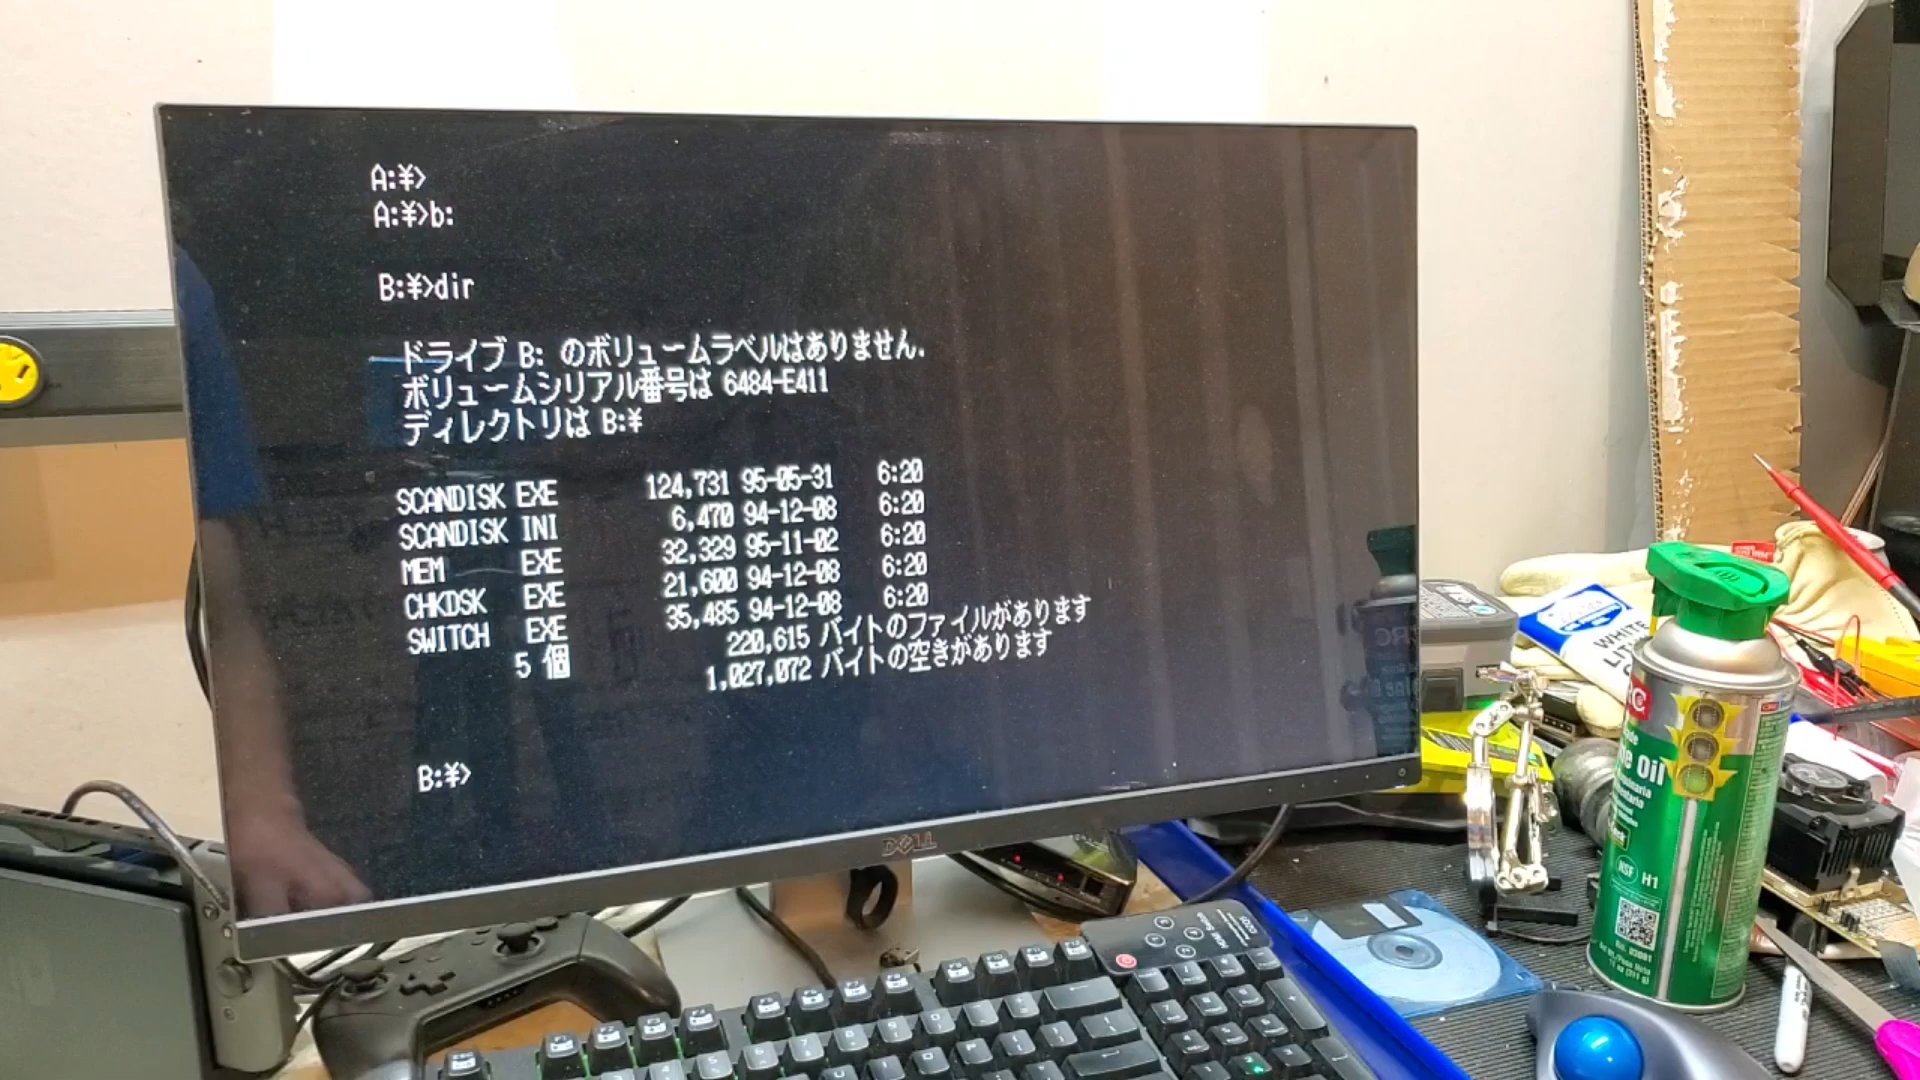 A:¥>
A:¥>b:
B:¥>dir
ドライブ B: のボリュームラベルはありません.
ボリュームシリアル番号は 6484-E411
ディレクトリは B:¥
SCANDISK EXE 124,731 95-05-31 6:20
SCANDISK INI 6,470 94-12-08 6:20
MEM EXE 32,329 95-11-02 6:20
CHKDSK EXE 21,600 94-12-08 6:20
SWITCH EXE 35,485 94-12-08 6:20
5 個 220,615 バイトのファイルがあります
1,027,072 バイトの空きがあります
B:¥>
DELL
WHITE
Oil
NSF H1